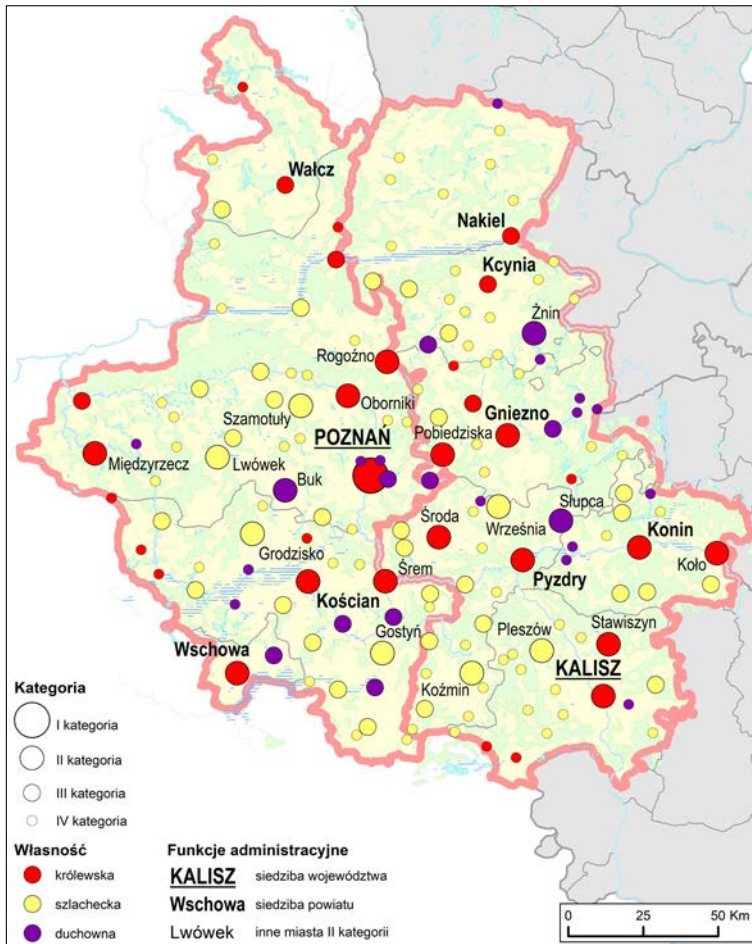 Wałcz
Nakiel
Kcynia
Żnin
Rogoźno
Oborniki
Szamotuły
Gniezno
POZNAŃ
Pobiedziska
Międzyrzecz
Lwówek
Buk
Słupca
Środa
Września
Konin
Grodzisko
Koło
Śrem
Pyzdry
Kościan
Stawiszyn
Gostyń
Pleszów
Wschowa
KALISZ
Koźmin
Kategoria
I kategoria
II kategoria
III kategoria
IV kategoria
Własność
królewska
szlachecka
duchowna
Funkcje administracyjne
KALISZ siedziba województwa
Wschowa siedziba powiatu
Lwówek inne miasta II kategorii
0 25 50 Km